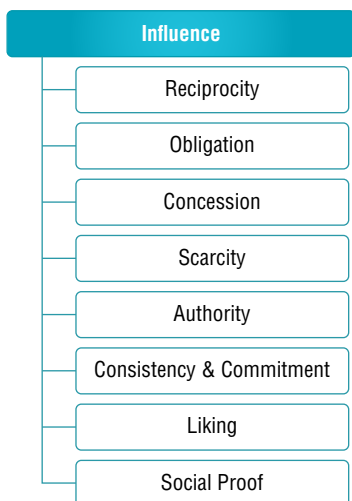 Influence
Reciprocity
Obligation
Concession
Scarcity
Authority
Consistency & Commitment
Liking
Social Proof